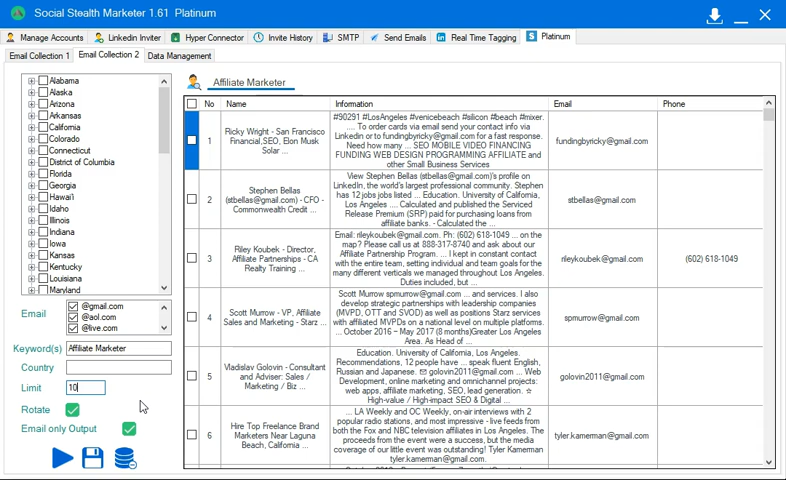 Social Stealth Marketer 1.61 Platinum
Manage Accounts
Linkedin Inviter
Hyper Connector
Invite History
SMTP
Send Emails
Real Time Tagging
Platinum
Email Collection 1
Email Collection 2
Data Management
Alabama
Alaska
Arizona
Arkansas
California
Colorado
Connecticut
District of Columbia
Florida
Georgia
Hawai'i
Idaho
Illinois
Indiana
Iowa
Kansas
Kentucky
Louisiana
Maryland
Email
@gmail.com
@aol.com
@live.com
Keyword(s)
Affiliate Marketer
Country
Limit
10
Rotate
Email only Output
Affiliate Marketer
No
Name
Infomation
Email
Phone
1
Ricky Wright - San Francisco
Financial,SEO, Elon Musk
Solar ...
#90291 #LosAngeles #venicebeach #silicon #beach #mixer.
.... To order cards via email send your contact info via
Linkedin or to fundingbyricky@gmail.com for a fast response.
Need how many ... SEO MOBILE VIDEO FINANCING
FUNDING WEB DESIGN PROGRAMMING AFFILIATE and
other Small Business Services
fundingbyricky@gmail.com
2
Stephen Bellas
(stbellas@gmail.com) - CFO -
Commonwealth Credit ...
View Stephen Bellas (stbellas@gmail.com)'s profile on
LinkedIn, the world's largest professional community. Stephen
has 12 jobs jobs listed ... Education. University of California,
Los Angeles .... Calculated and published the Serviced
Release Premium (SRP) paid for purchasing loans from
affiliate banks. - Calculated the ...
stbellas@gmail.com
3
Riley Koubek - Director,
Affiliate Partnerships - CA
Realty Training ...
Email: rileykoubek@gmail.com. Ph: (602) 618-1049 ... on the
map? Please call us at 888-317-8740 and ask about our
Affiliate Partnership Program. ... I kept in constant contact
with the entire team, setting individual and team goals for the
many different verticals we managed throughout Los Angeles.
Duties included, but ...
rileykoubek@gmail.com
(602) 618-1049
4
Scott Murrow - VP, Affiliate
Sales and Marketing - Starz ...
Scott Murrow spmurrow@gmail.com ... and services. I also
develop strategic partnerships with leadership companies
(MVPD, OTT and SVOD) as well as positions Starz services
with affiliated MVPDs on a national level on multiple platforms.
... October 2016 – May 2017 (8 months)Greater Los Angeles
Area. As Head of ...
spmurrow@gmail.com
5
Vladislav Golovin - Consultant
and Adviser: Sales /
Marketing / Biz ...
Education. University of California, Los Angeles.
Recommendations, 12 people have ... speak fluent English,
Russian and Japanese. ✉ golovin2011@gmail.com ... Web
Development, online marketing and omnichannel projects:
web apps, affiliate marketing, SEO, lead generation. ☆
High-value / High-impact SEO & Digital ...
golovin2011@gmail.com
6
Hire Top Freelance Brand
Marketers Near Laguna
Beach, California ...
... LA Weekly and OC Weekly, on-air interviews with 2
popular radio stations, and most impressive - live feeds from
both the Fox and NBC television affiliates in Los Angeles. The
proceeds from the event were a success, but the media
coverage of our little event was outstanding! Tyler Kamerman
tyler.kamerman@gmail.com.
tyler.kamerman@gmail.com